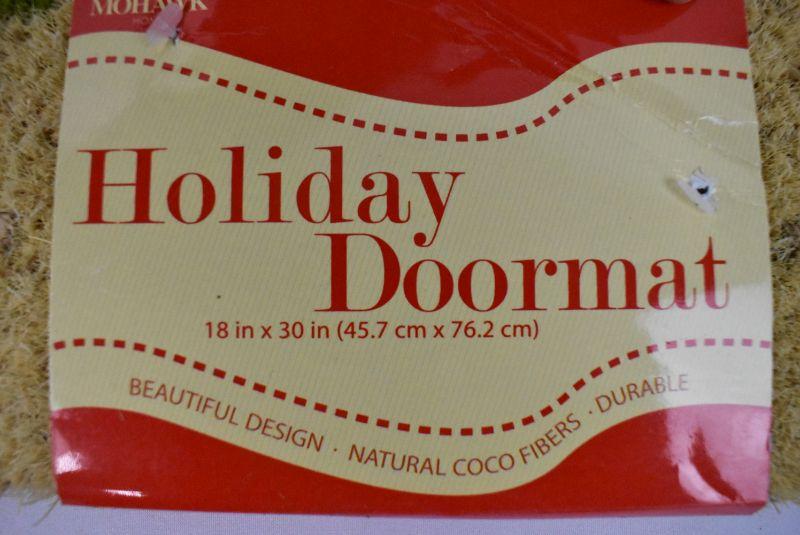 MOHAWK
HOME
Holiday
Doormat
18 in x 30 in (45.7 cm x 76.2 cm)
BEAUTIFUL DESIGN · NATURAL COCO FIBERS · DURABLE